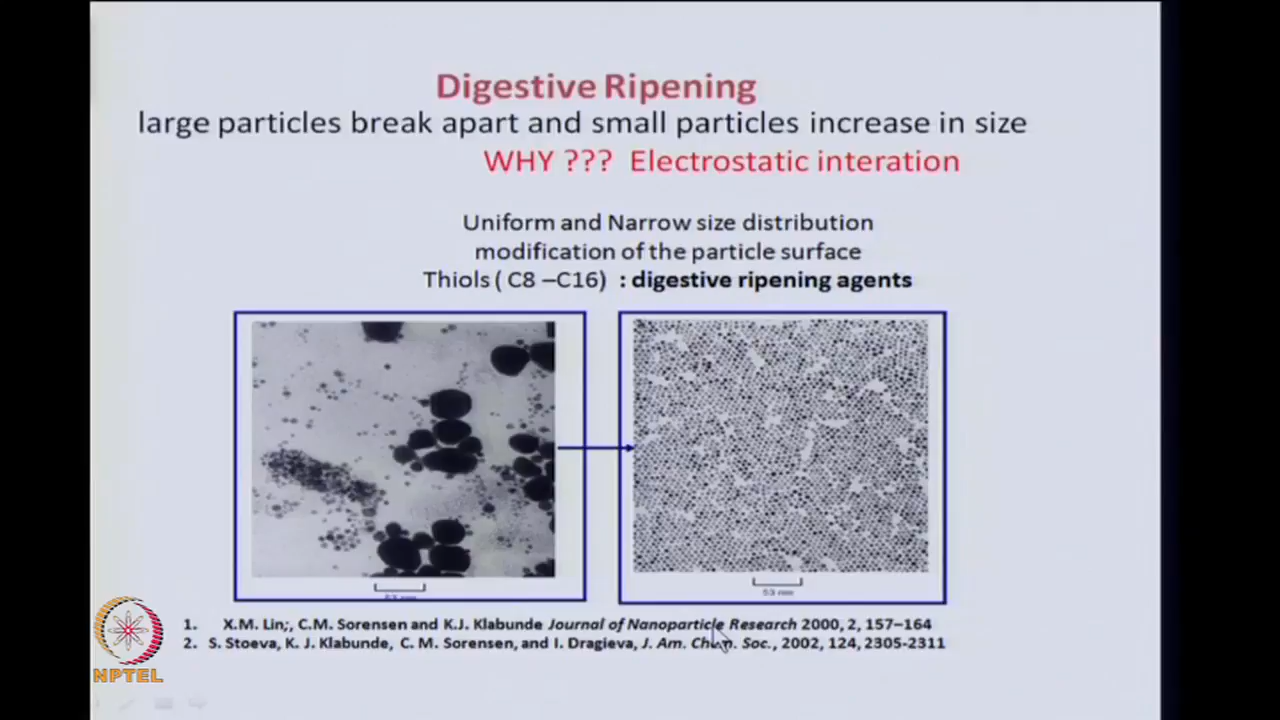 Digestive Ripening
large particles break apart and small particles increase in size
WHY ??? Electrostatic interation
Uniform and Narrow size distribution
modification of the particle surface
Thiols ( C8 –C16) : digestive ripening agents
53 nm
1. X.M. Lin;, C.M. Sorensen and K.J. Klabunde Journal of Nanoparticle Research 2000, 2, 157–164
2. S. Stoeva, K. J. Klabunde, C. M. Sorensen, and I. Dragieva, J. Am. Chem. Soc., 2002, 124, 2305-2311
NPTEL